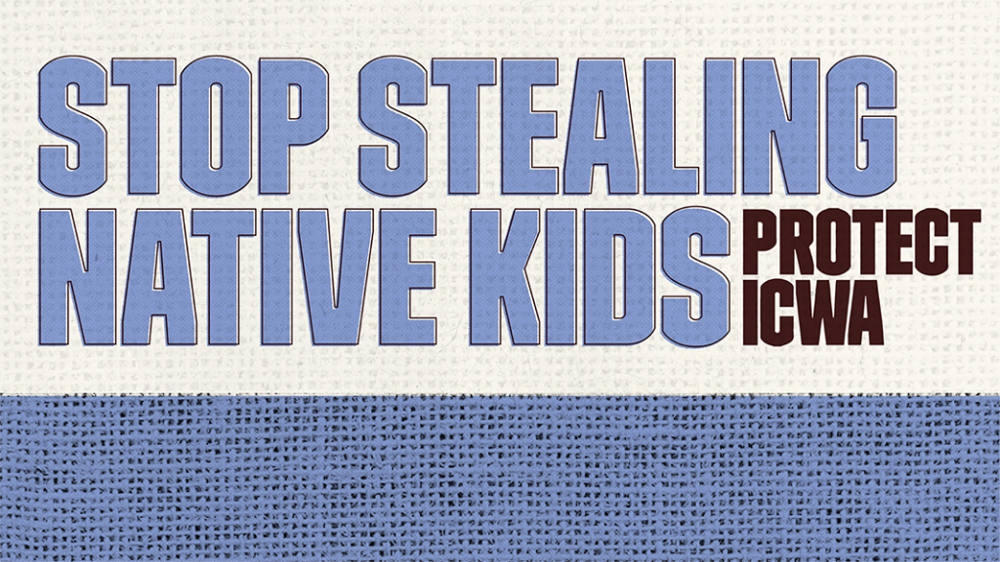 STOP STEALING
NATIVE KIDS
PROTECT
ICWA